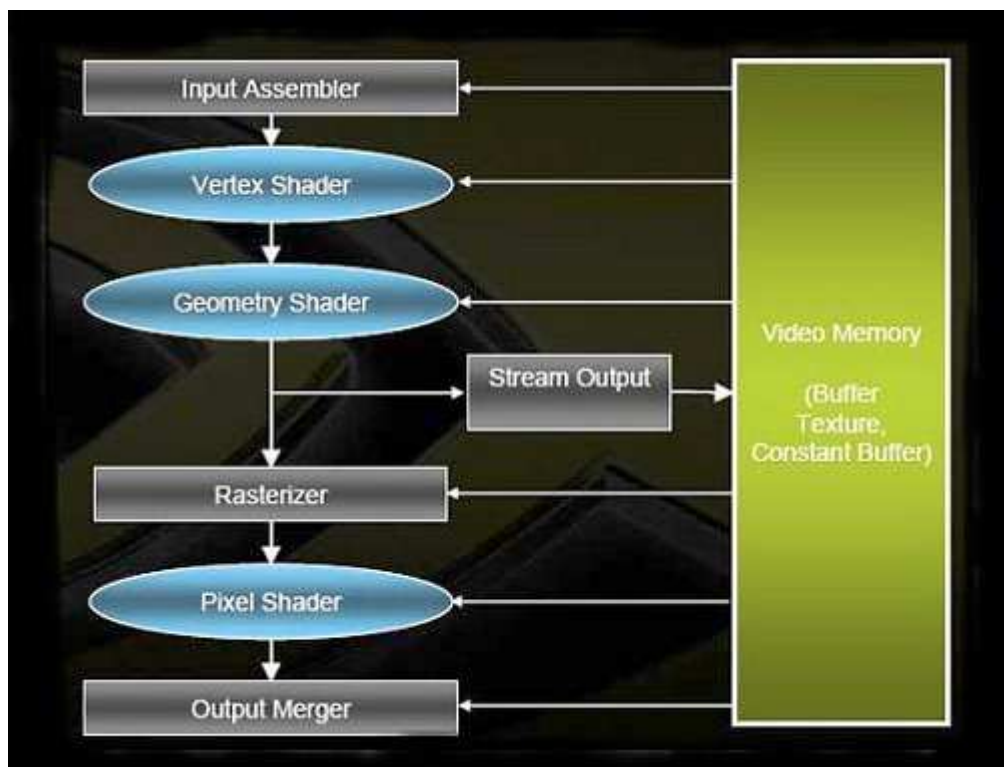 Input Assembler
Vertex Shader
Geometry Shader
Stream Output
Rasterizer
Pixel Shader
Output Merger
Video Memory
(Buffer
Texture,
Constant Buffer)